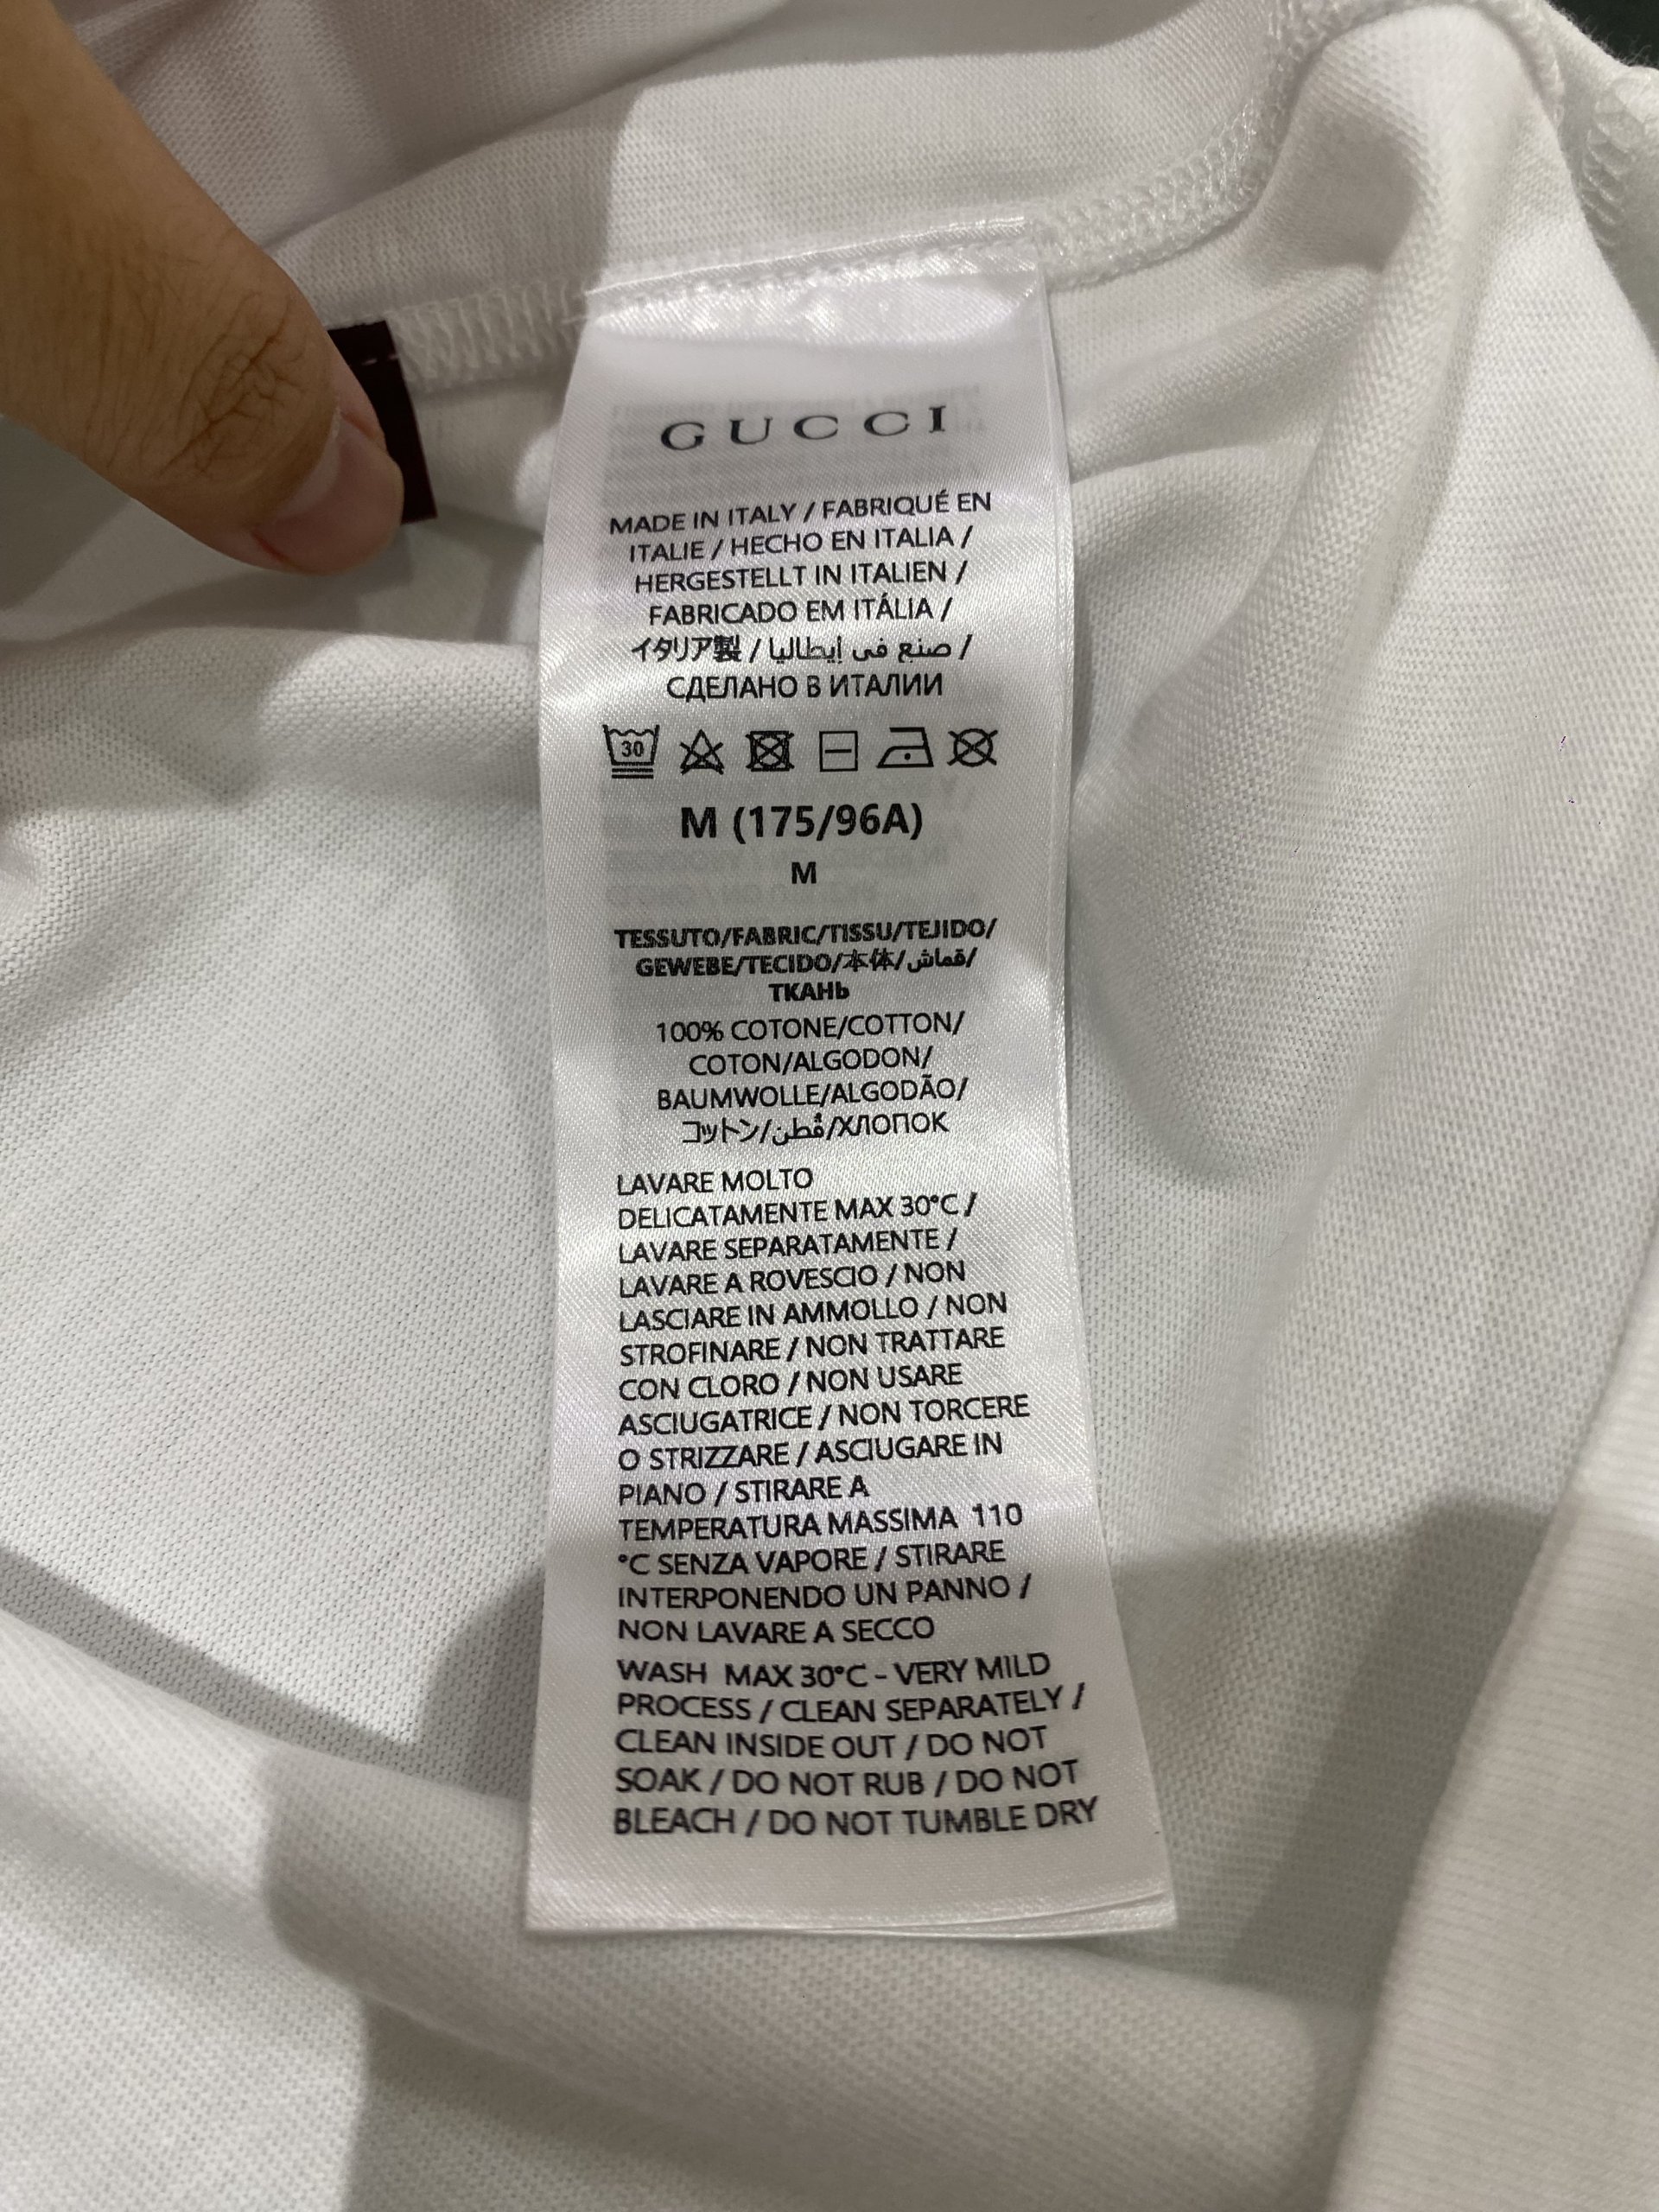 GUCCI
MADE IN ITALY / FABRIQUÉ EN
ITALIE / HECHO EN ITALIA /
HERGESTELLT IN ITALIEN /
FABRICADO EM ITÁLIA /
イタリア製 / صنع في إيطاليا /
СДЕЛАНО В ИТАЛИИ
30
M (175/96A)
M
TESSUTO/FABRIC/TISSU/TEJIDO/
GEWEBE/TECIDO/本体/قماش/
ТКАНЬ
100% COTONE/COTTON/
COTON/ALGODON/
BAUMWOLLE/ALGODÃO/
コットン/قُطن/ХЛОПОК
LAVARE MOLTO
DELICATAMENTE MAX 30°C /
LAVARE SEPARATAMENTE /
LAVARE A ROVESCIO / NON
LASCIARE IN AMMOLLO / NON
STROFINARE / NON TRATTARE
CON CLORO / NON USARE
ASCIUGATRICE / NON TORCERE
O STRIZZARE / ASCIUGARE IN
PIANO / STIRARE A
TEMPERATURA MASSIMA 110
°C SENZA VAPORE / STIRARE
INTERPONENDO UN PANNO /
NON LAVARE A SECCO
WASH MAX 30°C - VERY MILD
PROCESS / CLEAN SEPARATELY /
CLEAN INSIDE OUT / DO NOT
SOAK / DO NOT RUB / DO NOT
BLEACH / DO NOT TUMBLE DRY